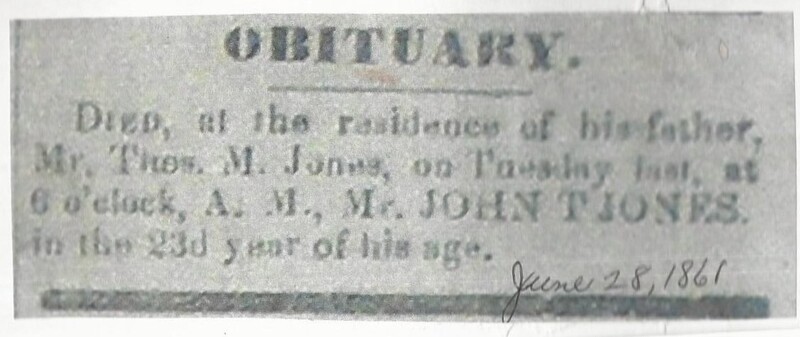 OBITUARY.
DIED, at the residence of his father,
Mr. Thos. M. Jones, on Tuesday last, at
6 o'clock, A. M., Mr. JOHN T JONES.
in the 23d year of his age.
June 28, 1861